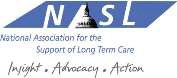 NASL
National Association for the
Support of Long Term Care
Insight • Advocacy • Action